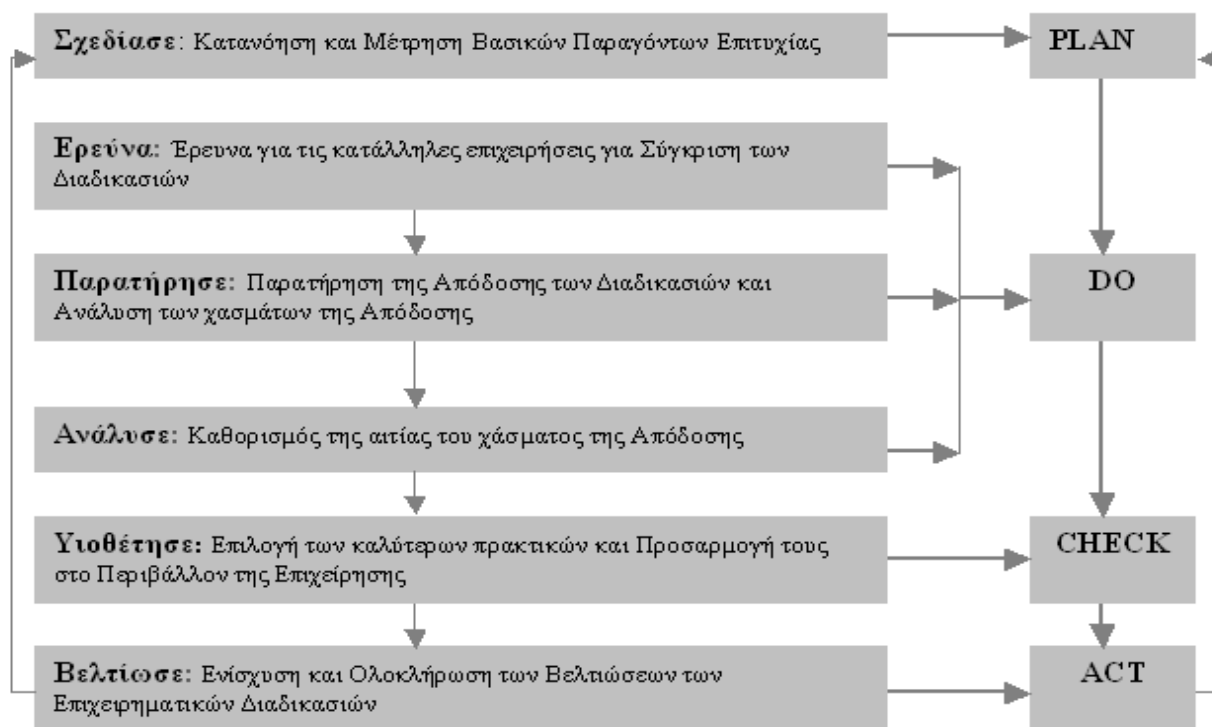 Σχεδίασε: Κατανόηση και Μέτρηση Βασικών Παραγόντων Επιτυχίας
PLAN
Ερεύνα: Έρευνα για τις κατάλληλες επιχειρήσεις για Σύγκριση των
Διαδικασιών
Παρατήρησε: Παρατήρηση της Απόδοσης των Διαδικασιών και
Ανάλυση των χασμάτων της Απόδοσης
DO
Ανάλυσε: Καθορισμός της αιτίας του χάσματος της Απόδοσης
Υιοθέτησε: Επιλογή των καλύτερων πρακτικών και Προσαρμογή τους
στο Περιβάλλον της Επιχείρησης
CHECK
Βελτίωσε: Ενίσχυση και Ολοκλήρωση των Βελτιώσεων των
Επιχειρηματικών Διαδικασιών
ACT